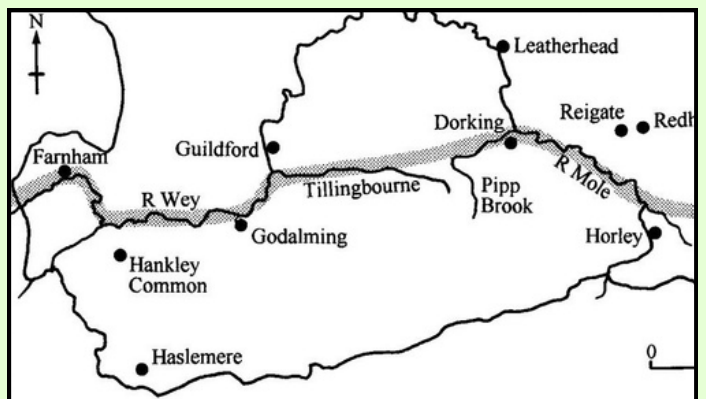 N
Leatherhead
Reigate
Dorking
Guildford
Farnham
R Wey
Tillingbourne
Pipp
Brook
R Mole
Godalming
Horley
Hankley
Common
Haslemere
0